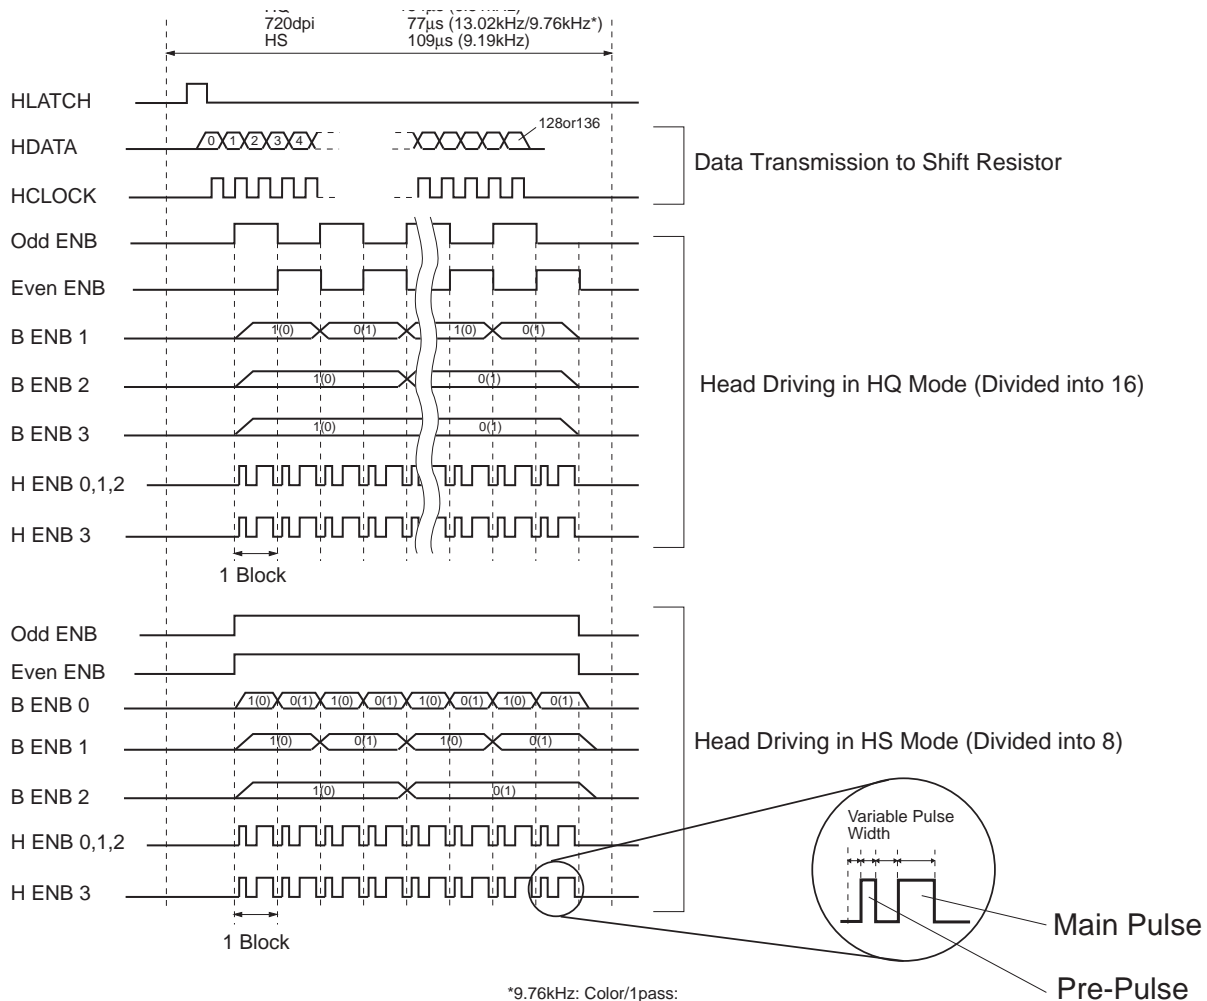 720dpi 77µs (13.02kHz/9.76kHz*)
HS 109µs (9.19kHz)
HLATCH
HDATA 0 1 2 3 4 128or136
Data Transmission to Shift Resistor
HCLOCK
Odd ENB
Even ENB
B ENB 1 1(0) 0(1) 1(0) 0(1)
B ENB 2 1(0) 0(1)
Head Driving in HQ Mode (Divided into 16)
B ENB 3 1(0) 0(1)
H ENB 0,1,2
H ENB 3
1 Block
Odd ENB
Even ENB
B ENB 0 1(0) 0(1) 1(0) 0(1) 1(0) 0(1) 1(0) 0(1)
B ENB 1 1(0) 0(1) 1(0) 0(1)
Head Driving in HS Mode (Divided into 8)
B ENB 2 1(0) 0(1)
Variable Pulse
Width
H ENB 0,1,2
H ENB 3
Main Pulse
1 Block
Pre-Pulse
*9.76kHz: Color/1pass: